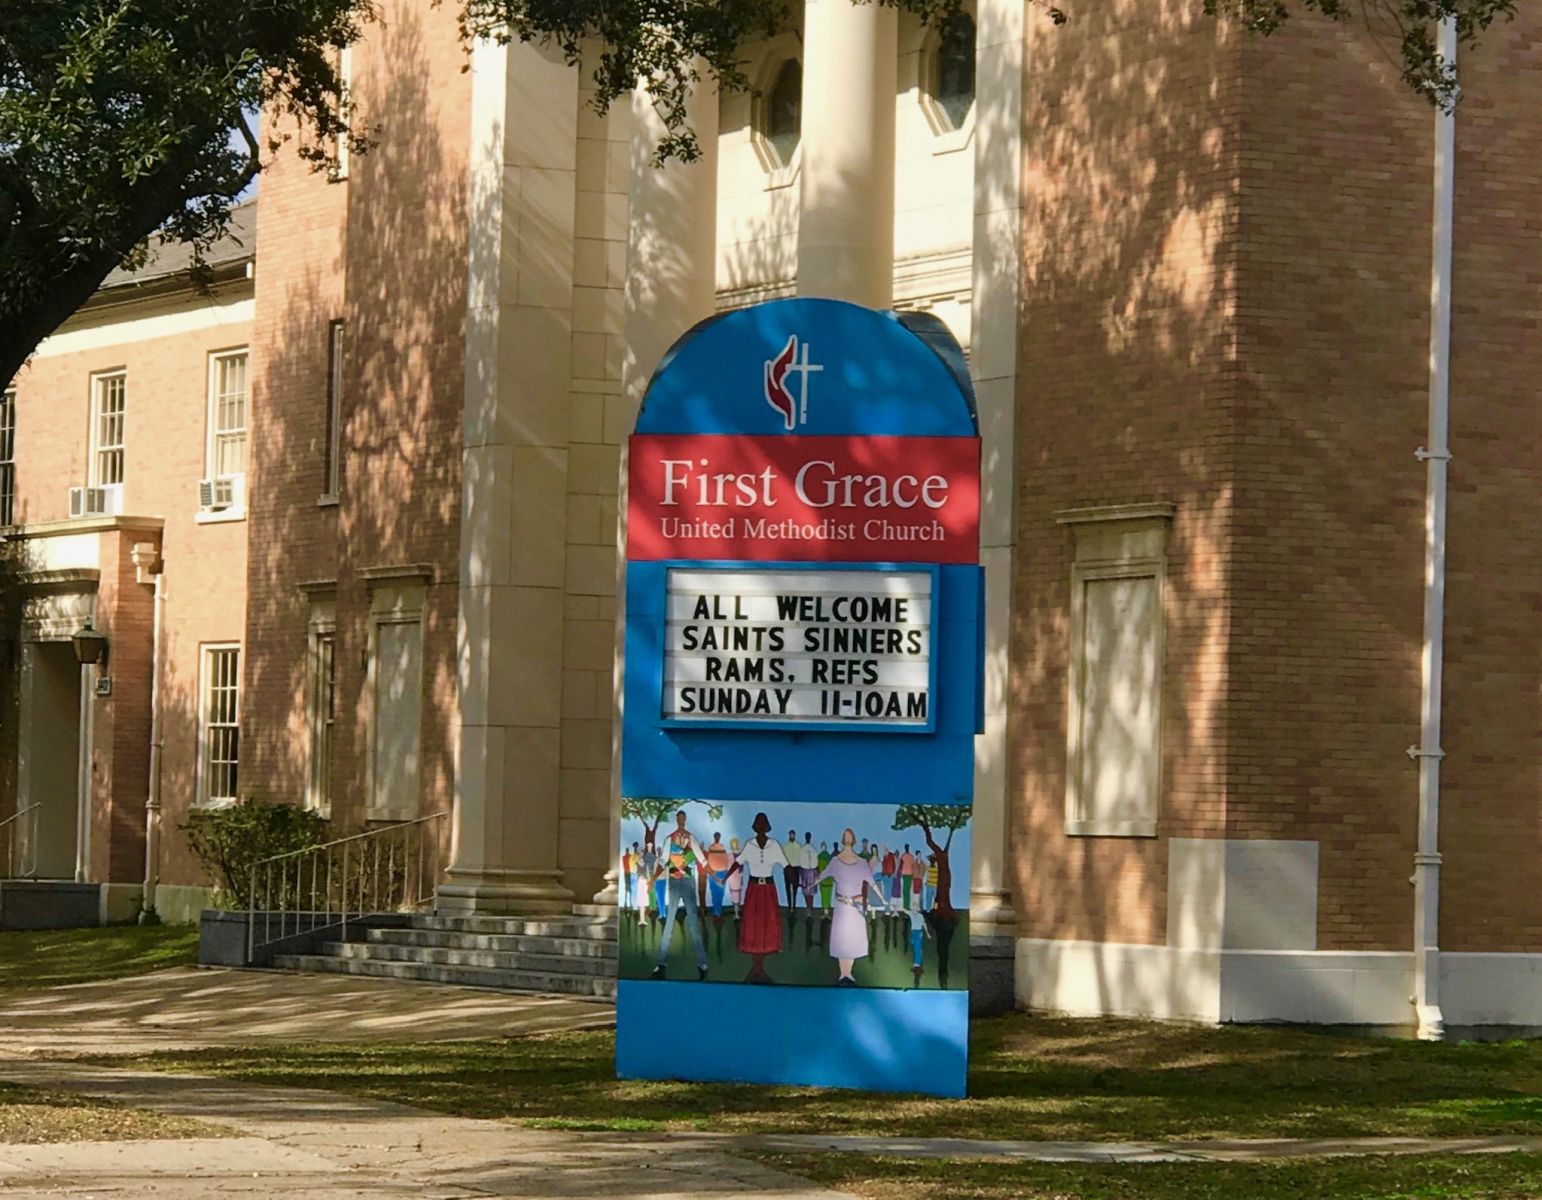 First Grace
United Methodist Church
ALL WELCOME
SAINTS SINNERS
RAMS, REFS
SUNDAY 11-10AM